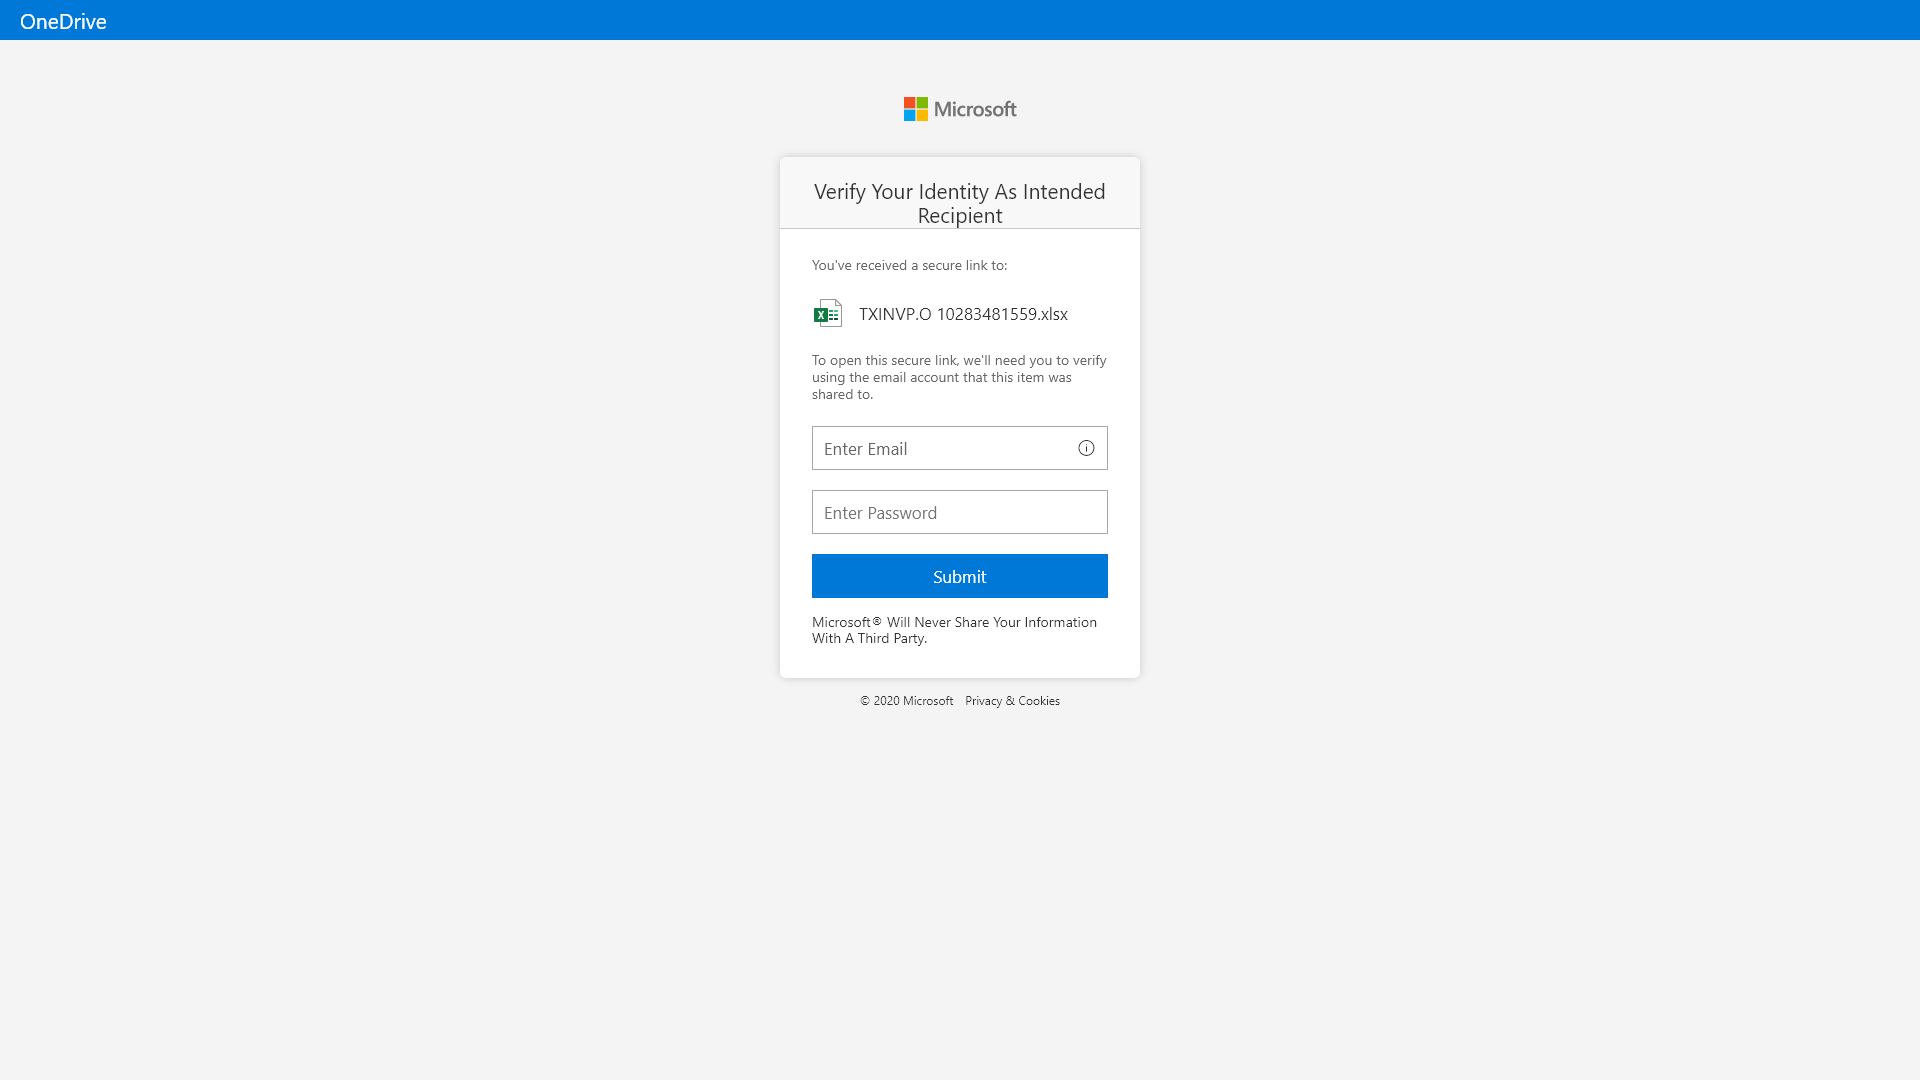 OneDrive
Microsoft
Verify Your Identity As Intended
Recipient
You've received a secure link to:
TXINVP.O 10283481559.xlsx
To open this secure link, we'll need you to verify
using the email account that this item was
shared to.
Enter Email
Enter Password
Submit
Microsoft® Will Never Share Your Information
With A Third Party.
© 2020 Microsoft Privacy & Cookies